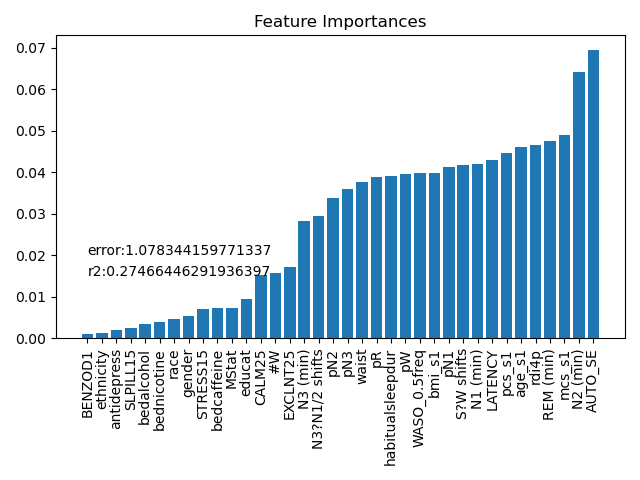 Feature Importances
0.07
0.06
0.05
0.04
0.03
0.02
0.01
0.00
error:1.078344159771337
r2:0.27466446291936397
BENZOD1
ethnicity
antidepress
SLPILL15
bedalcohol
bednicotine
race
gender
STRESS15
bedcaffeine
MStat
educat
CALM25
#W
EXCLNT25
N3 (min)
N3?N1/2 shifts
pN2
pN3
waist
pR
habitualsleepdur
pW
WASO_0.5freq
bmi_s1
pN1
S?W shifts
N1 (min)
LATENCY
pcs_s1
age_s1
rdi4p
REM (min)
mcs_s1
N2 (min)
AUTO_SE